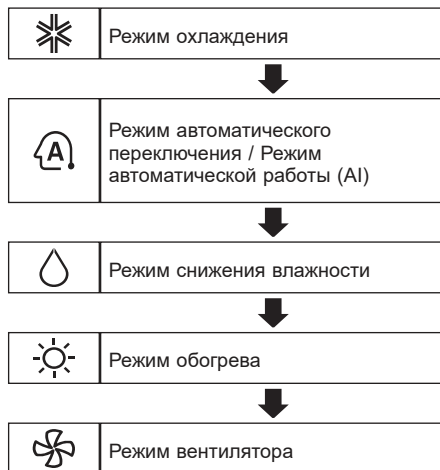 Режим охлаждения
A
Режим автоматического
переключения / Режим
автоматической работы (AI)
Режим снижения влажности
Режим обогрева
Режим вентилятора